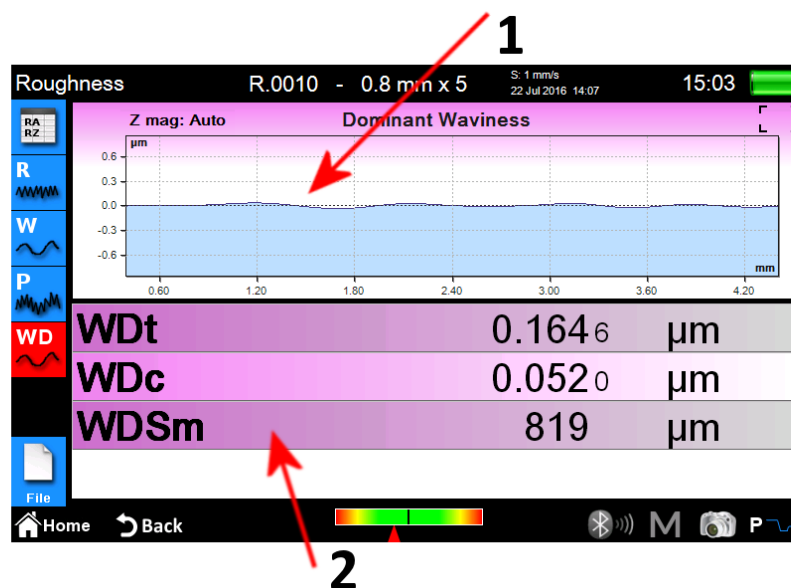 1
Roughness R.0010 - 0.8 mm x 5 S: 1 mm/s 15:03
22 Jul 2016 14:07
RA
RZ
Z mag: Auto Dominant Waviness
µm
0.6
0.3
0.0
-0.3
-0.6
mm
0.60 1.20 1.80 2.40 3.00 3.60 4.20
R
W
P
WD
WDt 0.1646 µm
WDc 0.0520 µm
WDSm 819 µm
File
Home Back M P
2